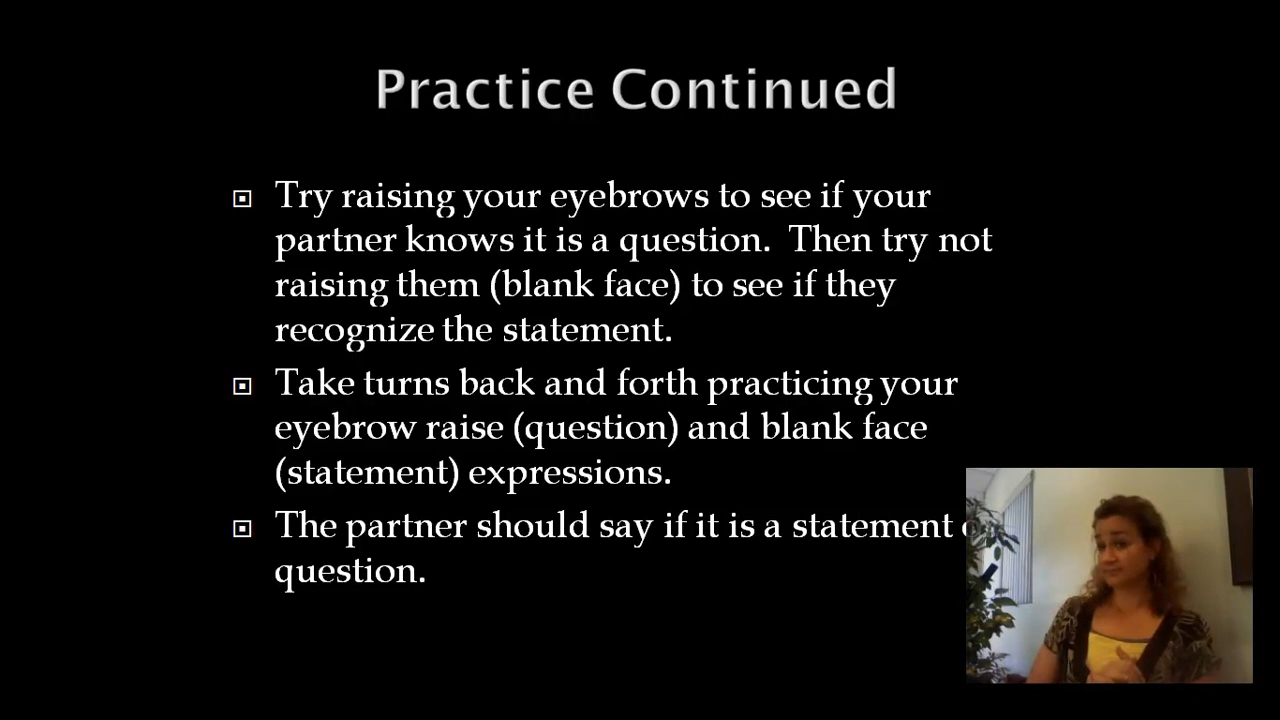 Practice Continued
Try raising your eyebrows to see if your
partner knows it is a question. Then try not
raising them (blank face) to see if they
recognize the statement.
Take turns back and forth practicing your
eyebrow raise (question) and blank face
(statement) expressions.
The partner should say if it is a statement
question.